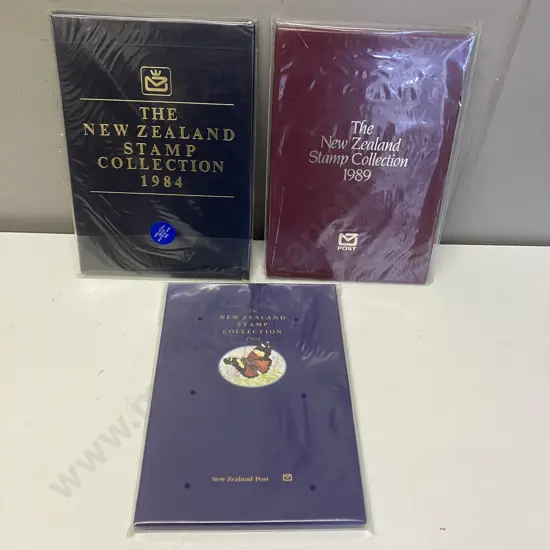 THE
NEW ZEALAND
STAMP
COLLECTION
1984
The
New Zealand
Stamp Collection
1989
POST
The
NEW ZEALAND
STAMP
COLLECTION
1991
New Zealand Post